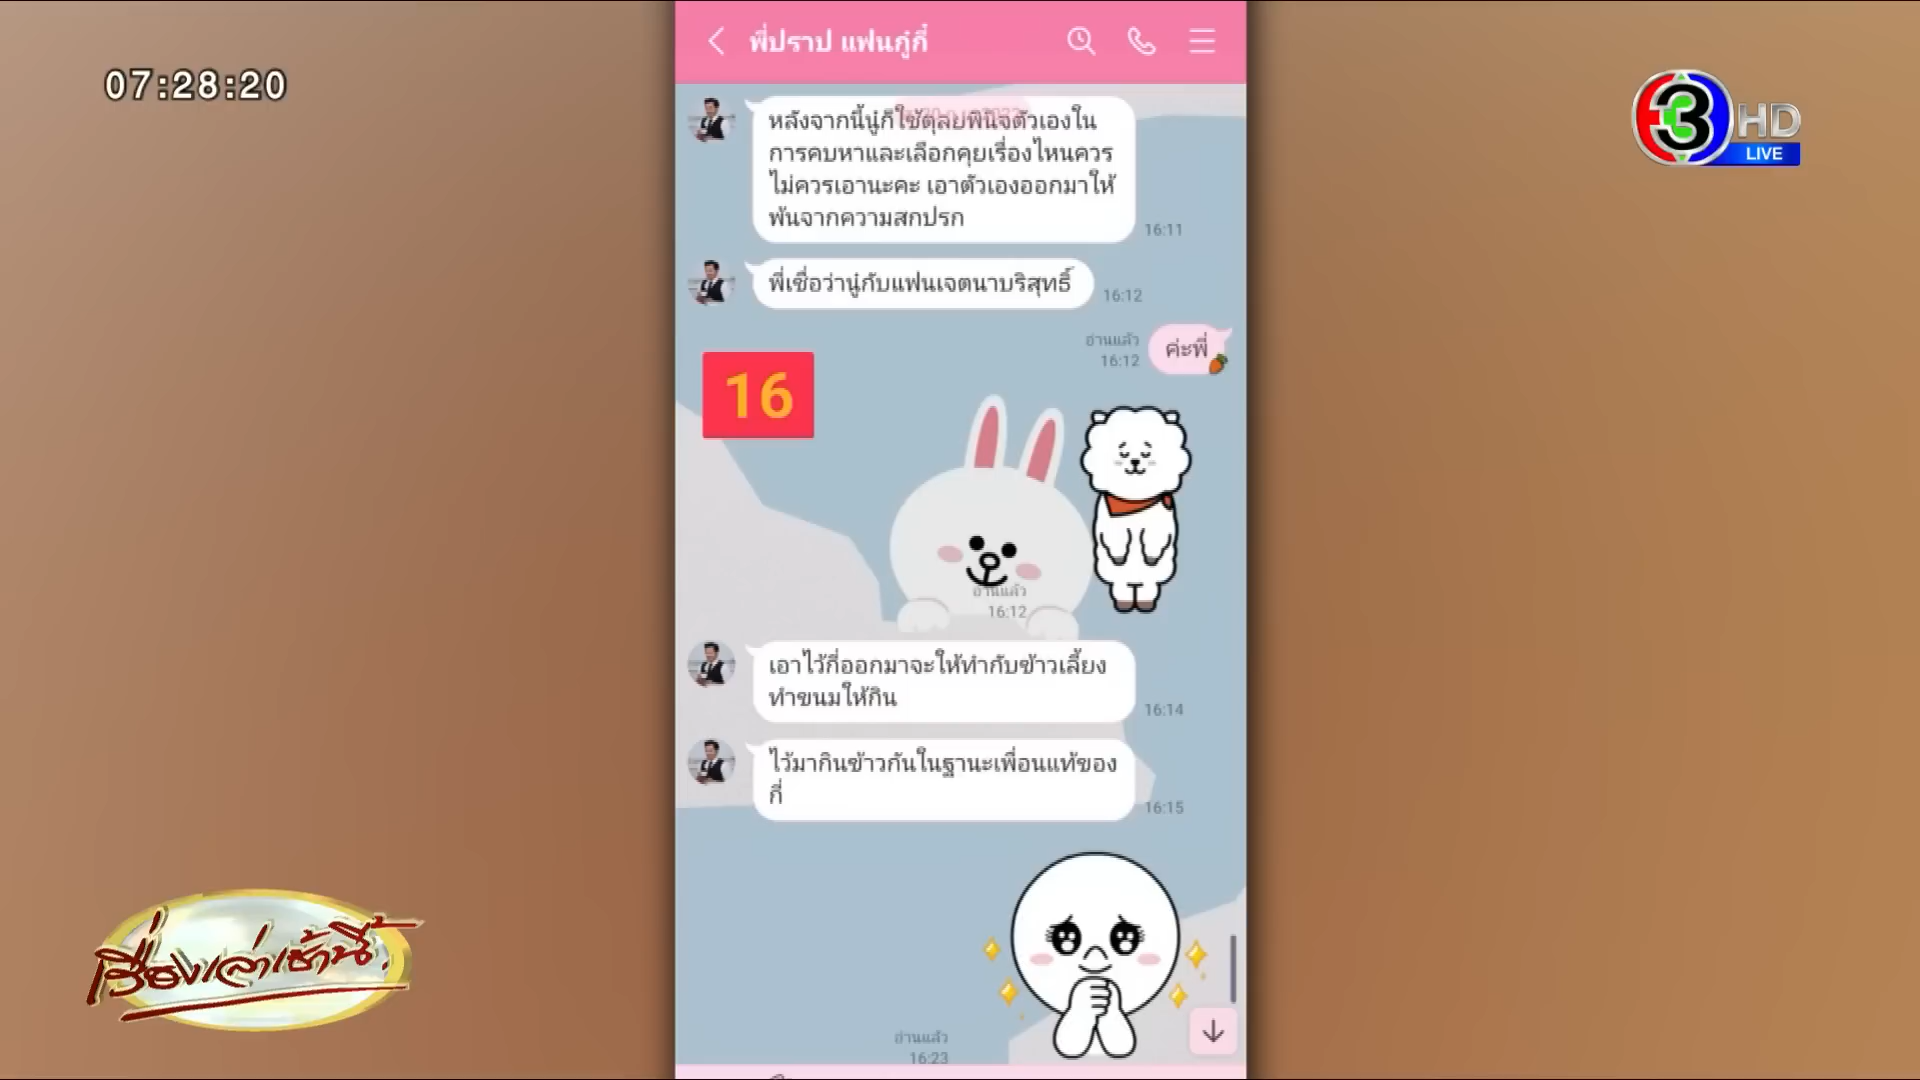 07:28:20
3 HD
LIVE
พี่ปราป แฟนกู๋กี๋
หลังจากนี้นู๋ก็ใช้ดุลยพินิจตัวเองใน
การคบหาและเลือกคุยเรื่องไหนควร
ไม่ควรเอานะคะ เอาตัวเองออกมาให้
พ้นจากความสกปรก
16:11
พี่เชื่อว่านู๋กับแฟนเจตนาบริสุทธิ์
16:12
อ่านแล้ว
16:12
ค่ะพี่
16
อ่านแล้ว
16:12
เอาไว้กี่ออกมาจะให้ทำกับข้าวเลี้ยง
ทำขนมให้กิน
16:14
ไว้มากินข้าวกันในฐานะเพื่อนแท้ของ
กี่
16:15
อ่านแล้ว
16:23
เรื่องเล่าเช้านี้